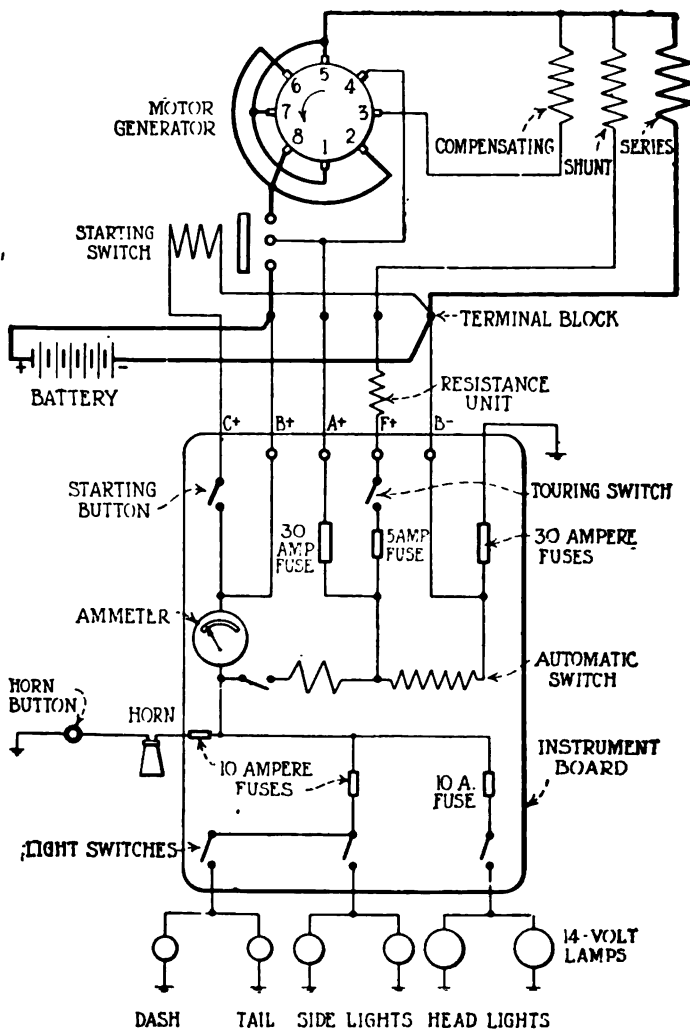 MOTOR
GENERATOR
5
6
4
7
3
8
2
1
COMPENSATING
SHUNT
SERIES
STARTING
SWITCH
TERMINAL BLOCK
+
-
BATTERY
RESISTANCE
UNIT
C+
B+
A+
F+
B-
STARTING
BUTTON
TOURING SWITCH
30
AMP
FUSE
5AMP
FUSE
30 AMPERE
FUSES
AMMETER
AUTOMATIC
SWITCH
HORN
BUTTON
HORN
INSTRUMENT
BOARD
10 AMPERE
FUSES
10 A.
FUSE
LIGHT SWITCHES
14-VOLT
LAMPS
DASH
TAIL
SIDE LIGHTS
HEAD LIGHTS